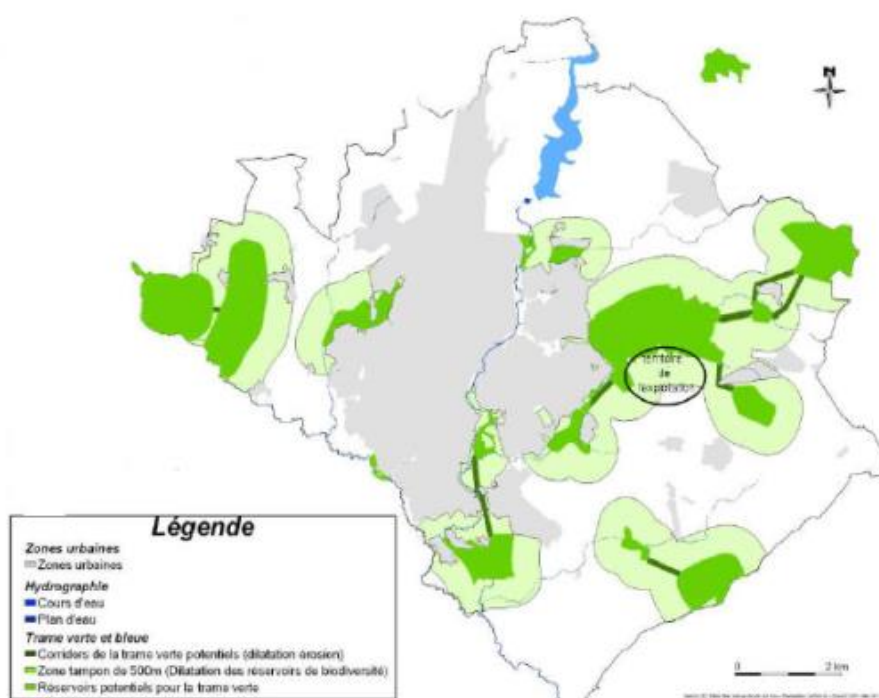 N
territoire
de
l'exploitation
Légende
Zones urbaines
Zones urbaines
Hydrographie
Cours d'eau
Plan d'eau
Trame verte et bleue
Corridors de la trame verte potentiels (dilatation érosion)
Zone tampon de 500m (Dilatation des réservoirs de biodiversité)
Réservoirs potentiels pour la trame verte
0 2 km